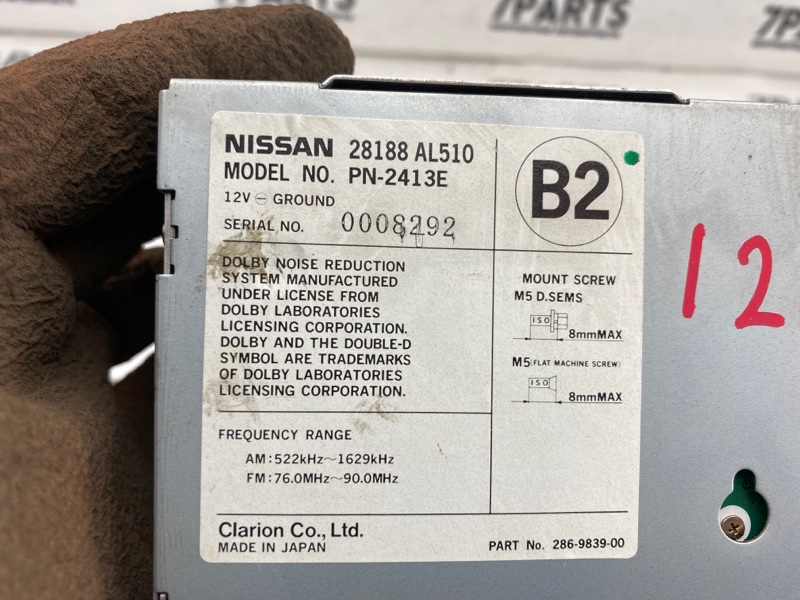 7PARTS
NISSAN 28188 AL510
MODEL NO. PN-2413E
12V ⊖ GROUND
SERIAL NO. 0008292
B2
DOLBY NOISE REDUCTION
SYSTEM MANUFACTURED
UNDER LICENSE FROM
DOLBY LABORATORIES
LICENSING CORPORATION.
DOLBY AND THE DOUBLE-D
SYMBOL ARE TRADEMARKS
OF DOLBY LABORATORIES
LICENSING CORPORATION.
MOUNT SCREW
M5 D.SEMS
ISO
8mmMAX
M5(FLAT MACHINE SCREW)
ISO
8mmMAX
FREQUENCY RANGE
AM:522kHz~1629kHz
FM:76.0MHz~90.0MHz
Clarion Co., Ltd.
MADE IN JAPAN
PART No. 286-9839-00
12